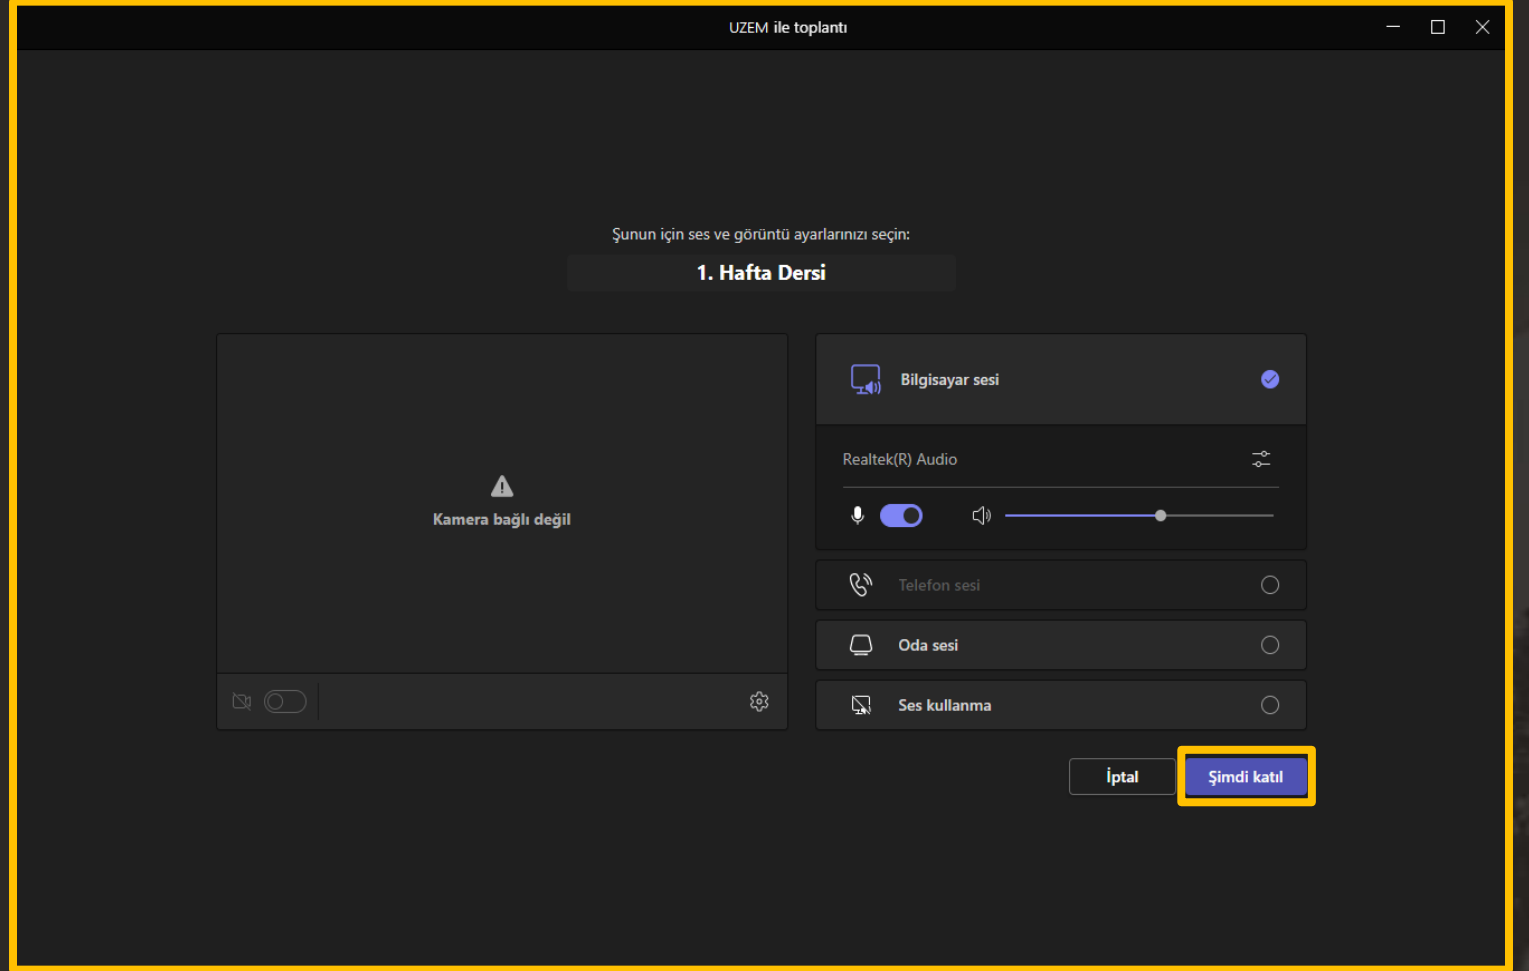 UZEM ile toplantı
Şunun için ses ve görüntü ayarlarınızı seçin:
1. Hafta Dersi
Kamera bağlı değil
Bilgisayar sesi
Realtek(R) Audio
Telefon sesi
Oda sesi
Ses kullanma
İptal
Şimdi katıl